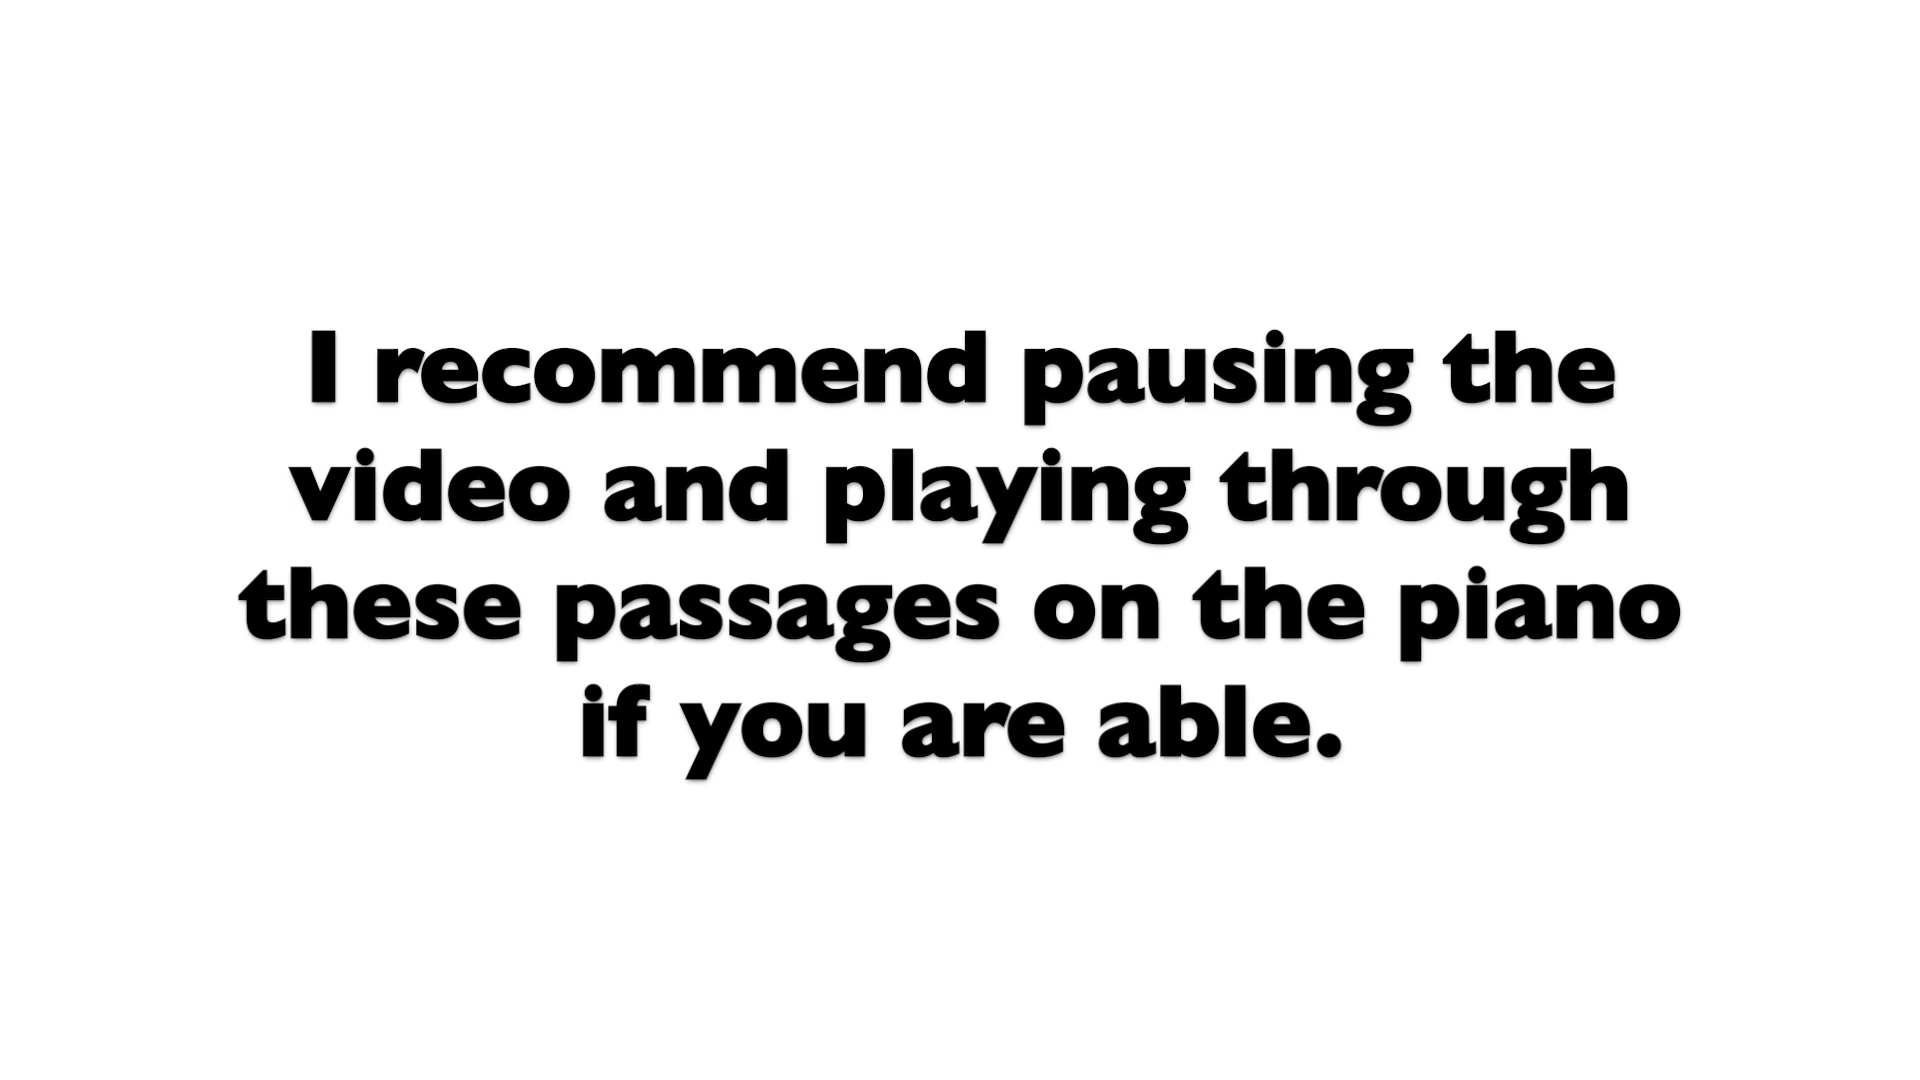 I recommend pausing the
video and playing through
these passages on the piano
if you are able.